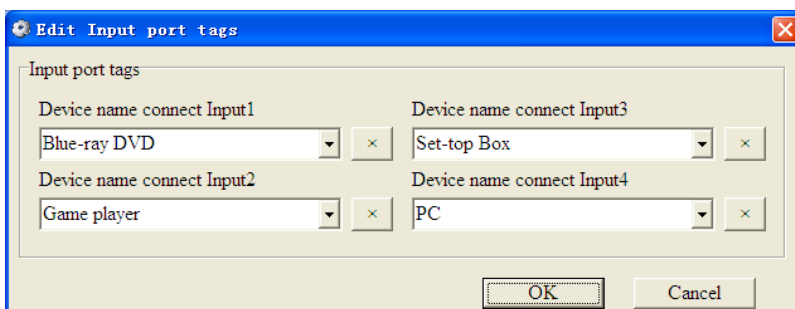 Edit Input port tags
Input port tags
Device name connect Input1
Device name connect Input3
Blue-ray DVD
×
Set-top Box
×
Device name connect Input2
Device name connect Input4
Game player
×
PC
×
OK
Cancel